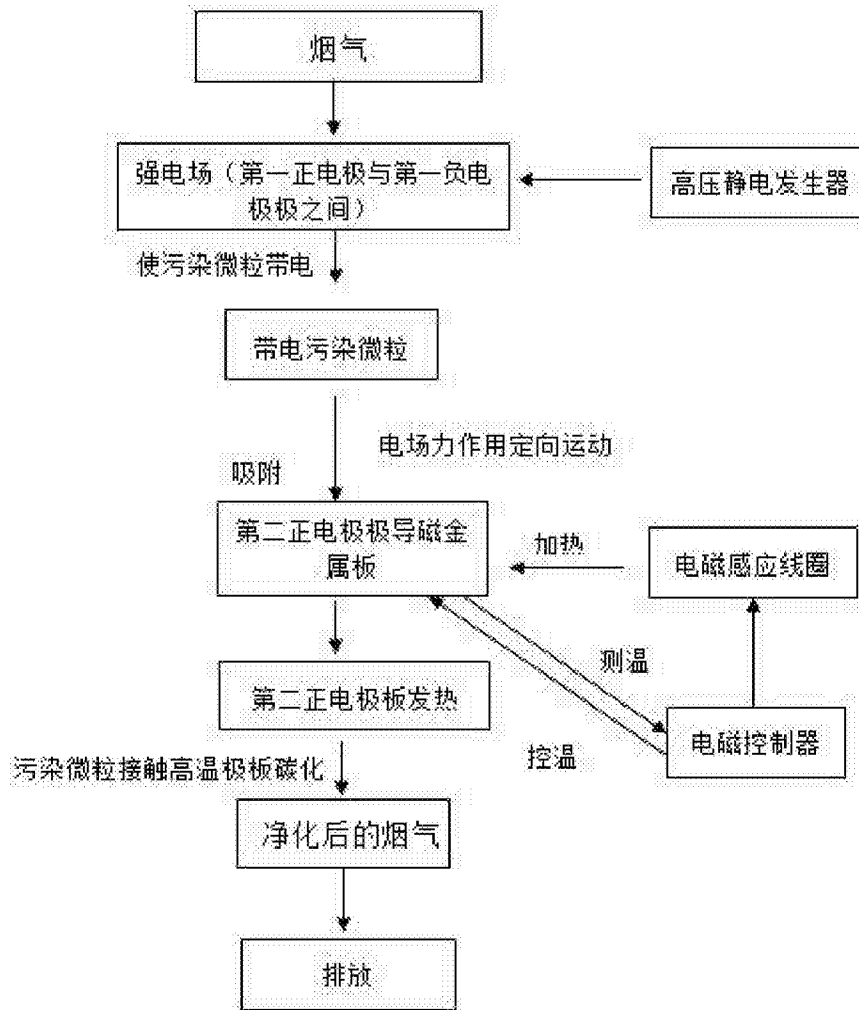 烟气
强电场（第一正电极与第一负电
极极之间）
高压静电发生器
使污染微粒带电
带电污染微粒
电场力作用定向运动
吸附
第二正电极极导磁金
属板
加热
电磁感应线圈
测温
第二正电极板发热
控温
电磁控制器
污染微粒接触高温极板碳化
净化后的烟气
排放